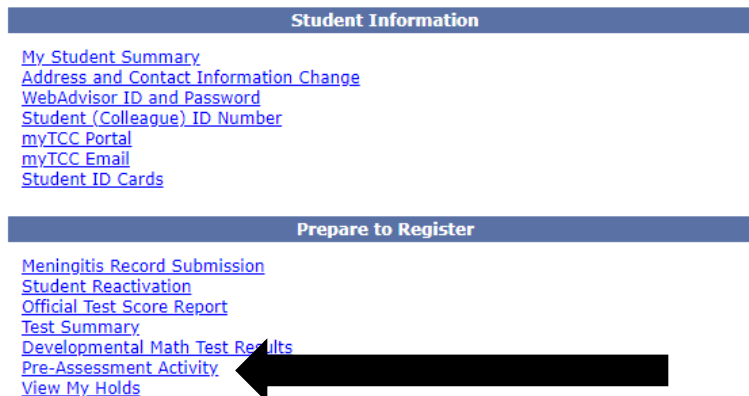 Student Information
My Student Summary
Address and Contact Information Change
WebAdvisor ID and Password
Student (Colleague) ID Number
myTCC Portal
myTCC Email
Student ID Cards
Prepare to Register
Meningitis Record Submission
Student Reactivation
Official Test Score Report
Test Summary
Developmental Math Test Results
Pre-Assessment Activity
View My Holds